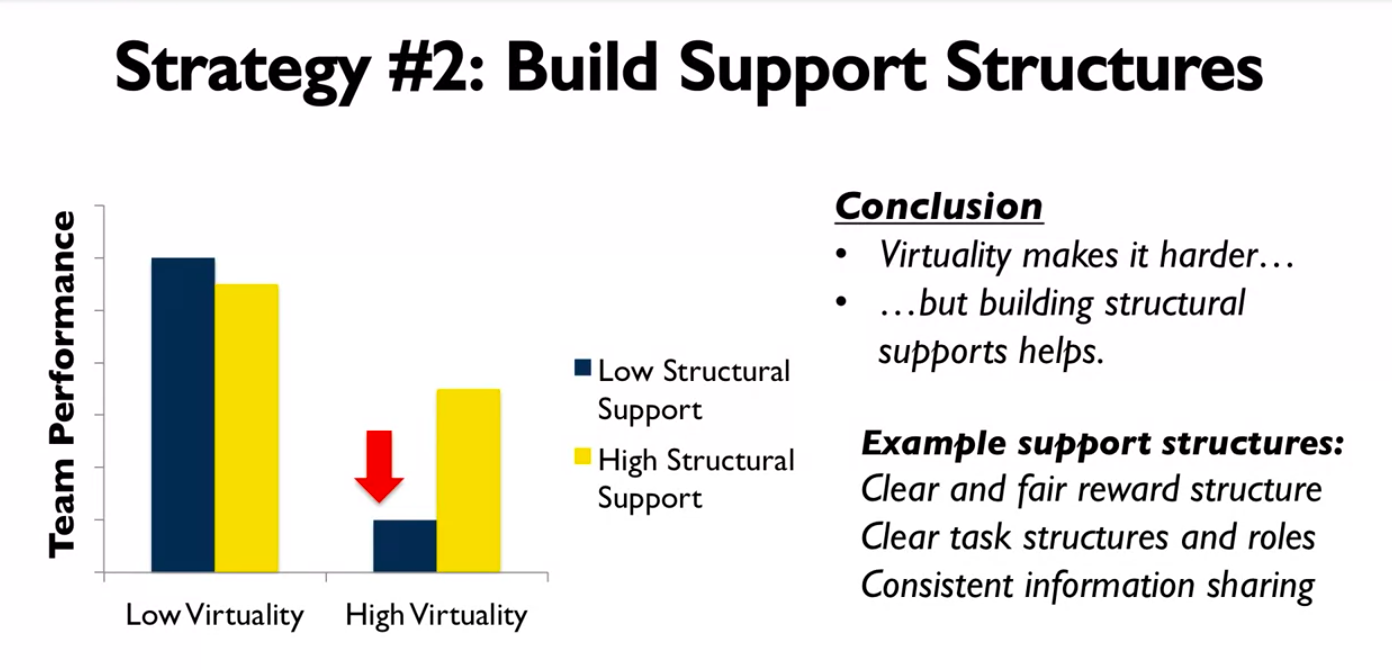 Strategy #2: Build Support Structures
Team Performance
Low Virtuality
High Virtuality
Low Structural
Support
High Structural
Support
Conclusion
• Virtuality makes it harder…
• …but building structural
supports helps.
Example support structures:
Clear and fair reward structure
Clear task structures and roles
Consistent information sharing